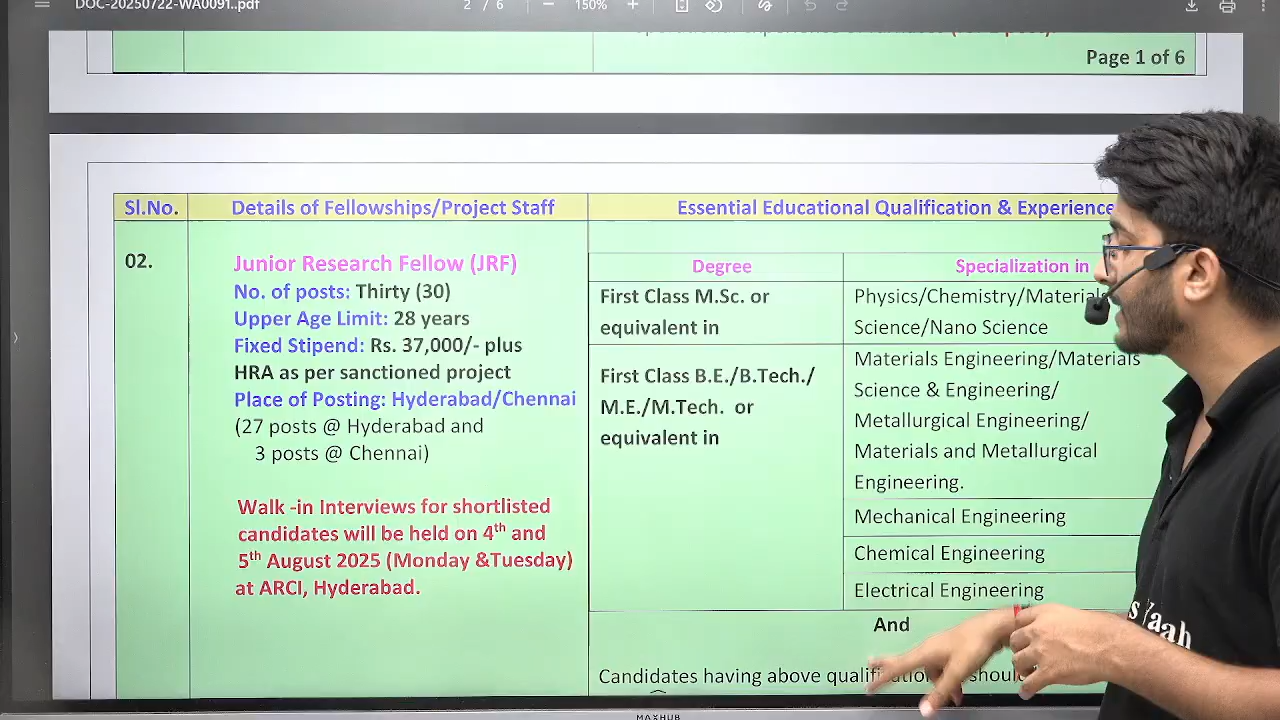 DOC-20250722-WA0091..pdf
2 / 6
150%
Page 1 of 6
Sl.No.
Details of Fellowships/Project Staff
Essential Educational Qualification & Experience
02.
Junior Research Fellow (JRF)
No. of posts: Thirty (30)
Upper Age Limit: 28 years
Fixed Stipend: Rs. 37,000/- plus
HRA as per sanctioned project
Place of Posting: Hyderabad/Chennai
(27 posts @ Hyderabad and
3 posts @ Chennai)
Walk -in Interviews for shortlisted
candidates will be held on 4th and
5th August 2025 (Monday &Tuesday)
at ARCI, Hyderabad.
Degree
Specialization in
First Class M.Sc. or
equivalent in
Physics/Chemistry/Materials
Science/Nano Science
First Class B.E./B.Tech./
M.E./M.Tech. or
equivalent in
Materials Engineering/Materials
Science & Engineering/
Metallurgical Engineering/
Materials and Metallurgical
Engineering.
Mechanical Engineering
Chemical Engineering
Electrical Engineering
And
Candidates having above
MAXHUB